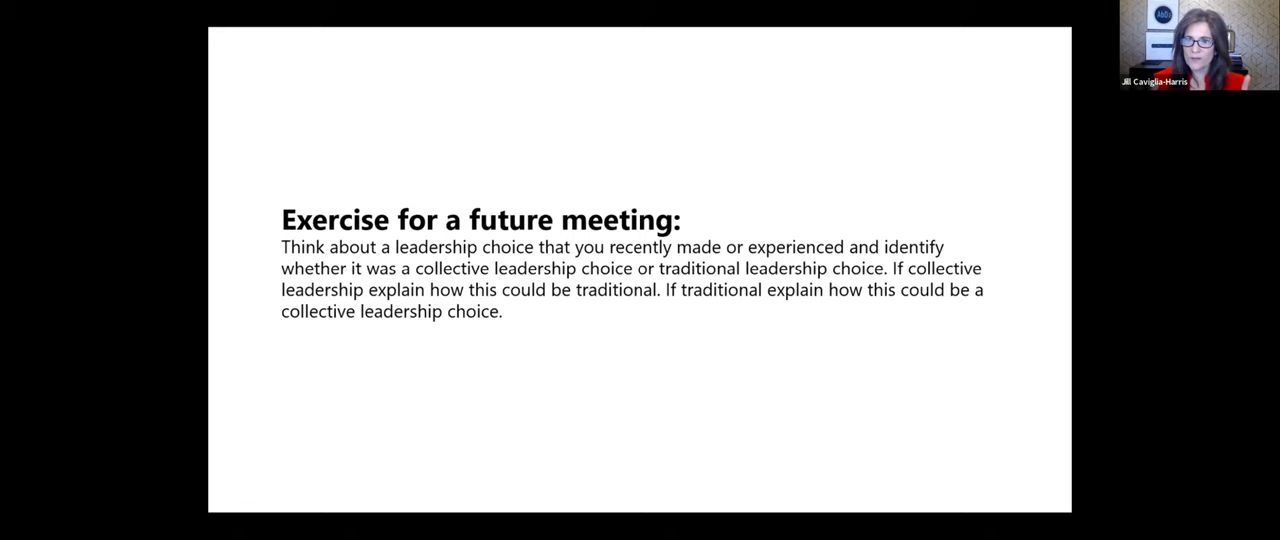 Exercise for a future meeting:
Think about a leadership choice that you recently made or experienced and identify
whether it was a collective leadership choice or traditional leadership choice. If collective
leadership explain how this could be traditional. If traditional explain how this could be a
collective leadership choice.
Jill Caviglia-Harris